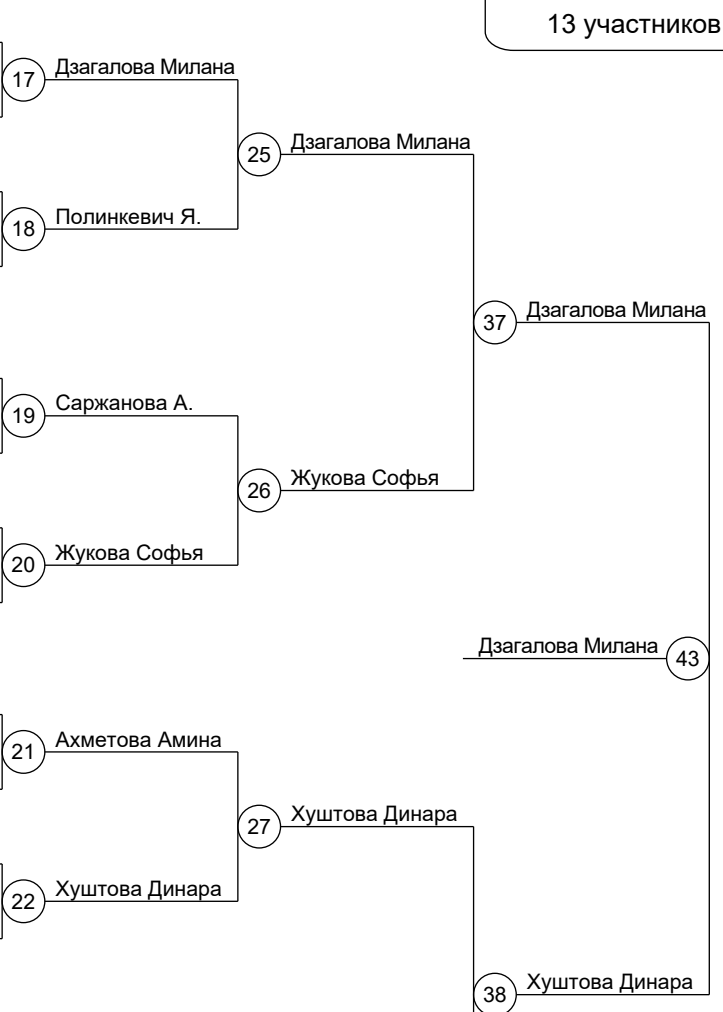 13 участников
17 Дзагалова Милана
25 Дзагалова Милана
18 Полинкевич Я.
37 Дзагалова Милана
19 Саржанова А.
26 Жукова Софья
20 Жукова Софья
Дзагалова Милана 43
21 Ахметова Амина
27 Хуштова Динара
22 Хуштова Динара
38 Хуштова Динара